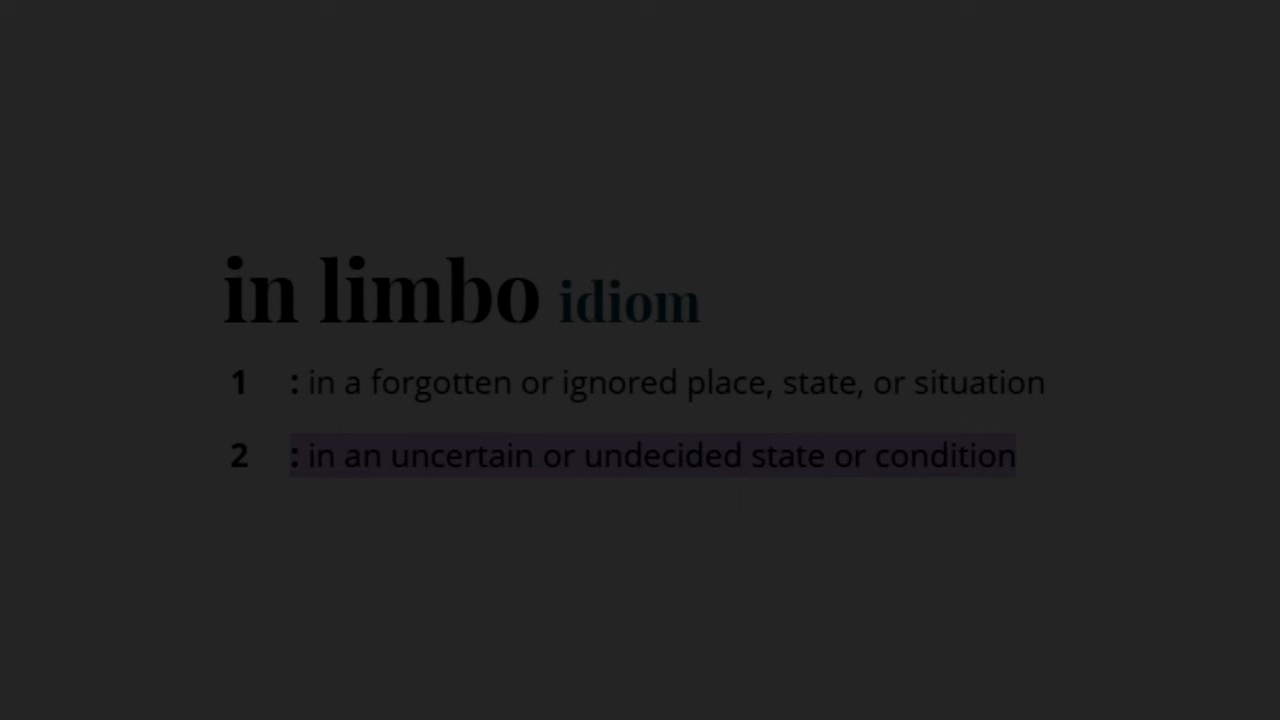 in limbo idiom
1 : in a forgotten or ignored place, state, or situation
2 : in an uncertain or undecided state or condition